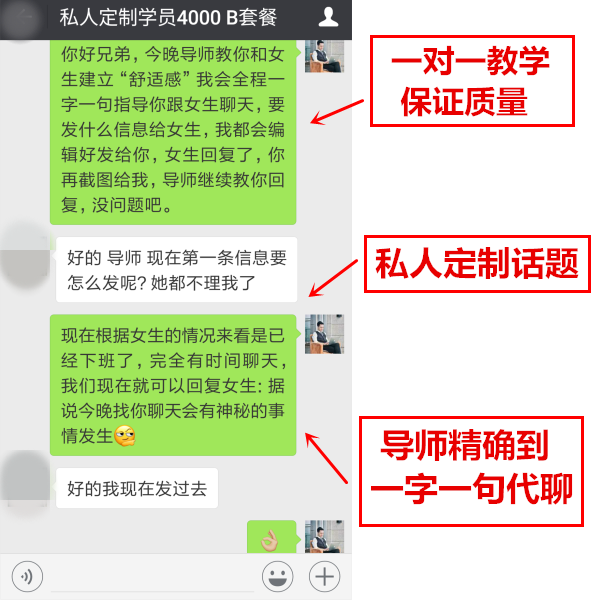 私人定制学员4000 B套餐
你好兄弟，今晚导师教你和女
生建立“舒适感”我会全程一
字一句指导你跟女生聊天，要
发什么信息给女生，我都会编
辑好发给你，女生回复了，你
再截图给我，导师继续教你回
复，没问题吧。
一对一教学
保证质量
好的 导师 现在第一条信息要
怎么发呢？她都不理我了
私人定制话题
现在根据女生的情况来看是已
经下班了，完全有时间聊天，
我们现在就可以回复女生：据
说今晚找你聊天会有神秘的事
情发生
导师精确到
一字一句代聊
好的我现在发过去